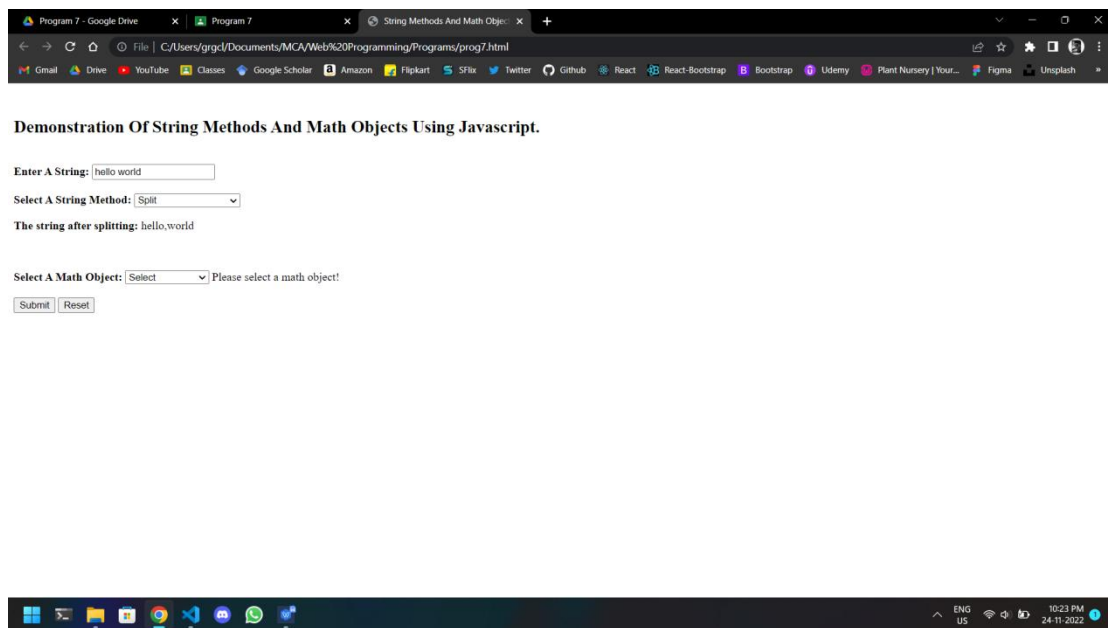 Program 7 - Google Drive Program 7 String Methods And Math Objec
File C:/Users/grgcl/Documents/MCA/Web%20Programming/Programs/prog7.html
Gmail Drive YouTube Classes Google Scholar Amazon Flipkart SFlix Twitter Github React React-Bootstrap Bootstrap Udemy Plant Nursery | Your... Figma Unsplash »
Demonstration Of String Methods And Math Objects Using Javascript.
Enter A String: hello world
Select A String Method: Split
The string after splitting: hello,world
Select A Math Object: Select Please select a math object!
Submit Reset
ENG 10:23 PM
US 24-11-2022 1